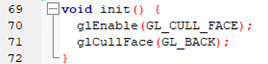 69 void init() {
70 glEnable(GL_CULL_FACE);
71 glCullFace(GL_BACK);
72 }